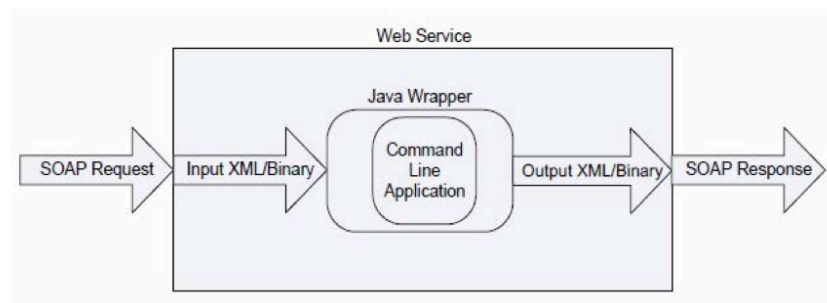 Web Service
Java Wrapper
SOAP Request
Input XML/Binary
Command
Line
Application
Output XML/Binary
SOAP Response